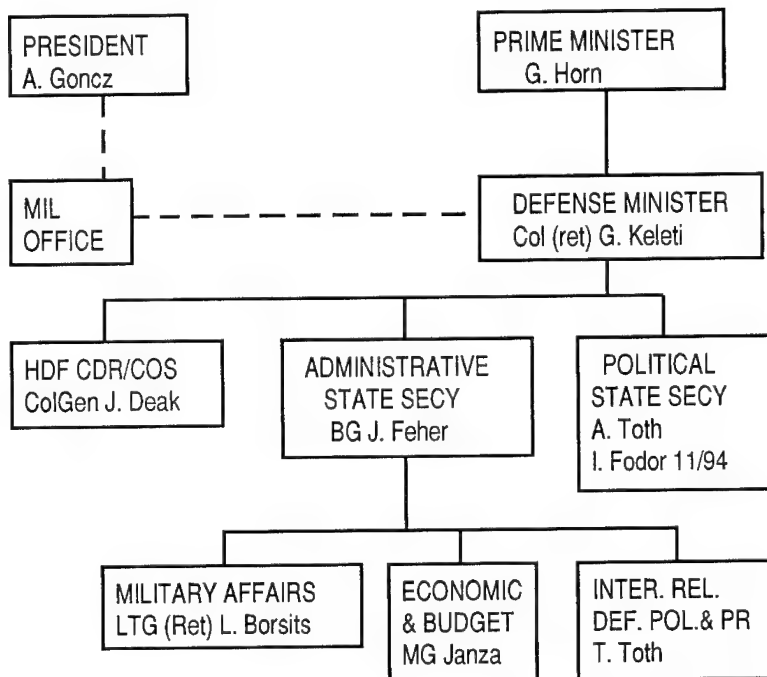 PRESIDENT
A. Goncz
PRIME MINISTER
G. Horn
MIL
OFFICE
DEFENSE MINISTER
Col (ret) G. Keleti
HDF CDR/COS
ColGen J. Deak
ADMINISTRATIVE
STATE SECY
BG J. Feher
POLITICAL
STATE SECY
A. Toth
I. Fodor 11/94
MILITARY AFFAIRS
LTG (Ret) L. Borsits
ECONOMIC
& BUDGET
MG Janza
INTER. REL.
DEF. POL.& PR
T. Toth